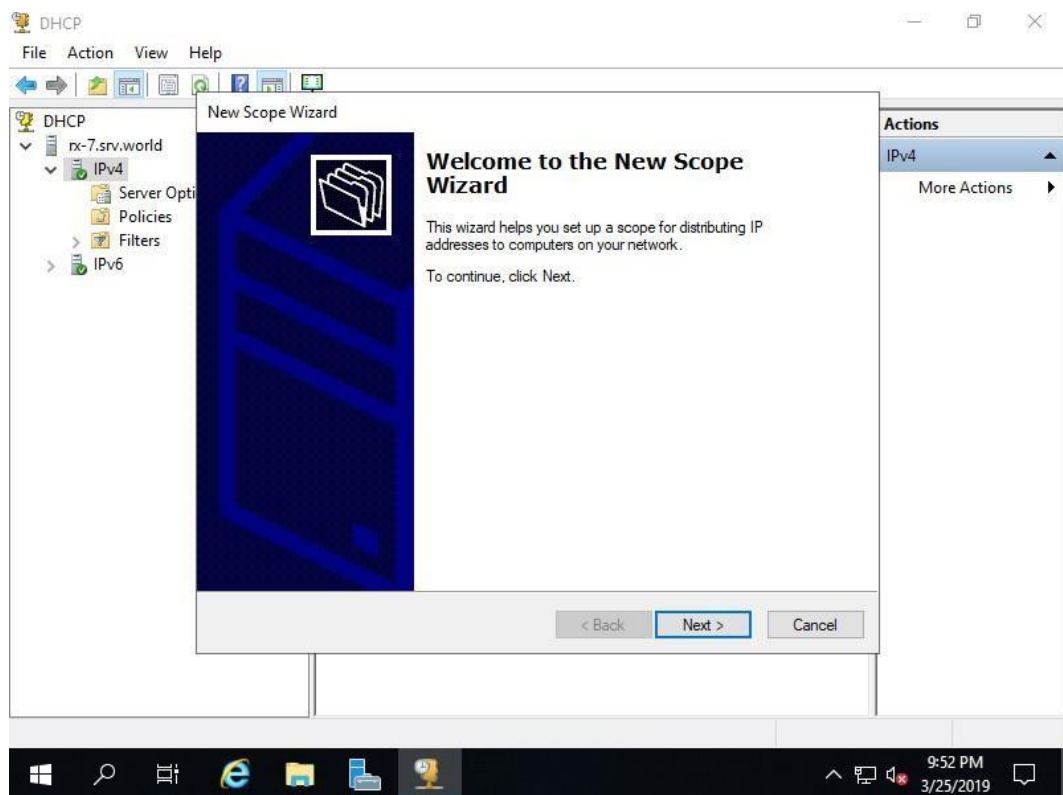 DHCP
File Action View Help
New Scope Wizard
DHCP
rx-7.srv.world
IPv4
Server Opti
Policies
Filters
IPv6
Welcome to the New Scope
Wizard
This wizard helps you set up a scope for distributing IP
addresses to computers on your network.
To continue, click Next.
< Back Next > Cancel
Actions
IPv4
More Actions
9:52 PM
3/25/2019